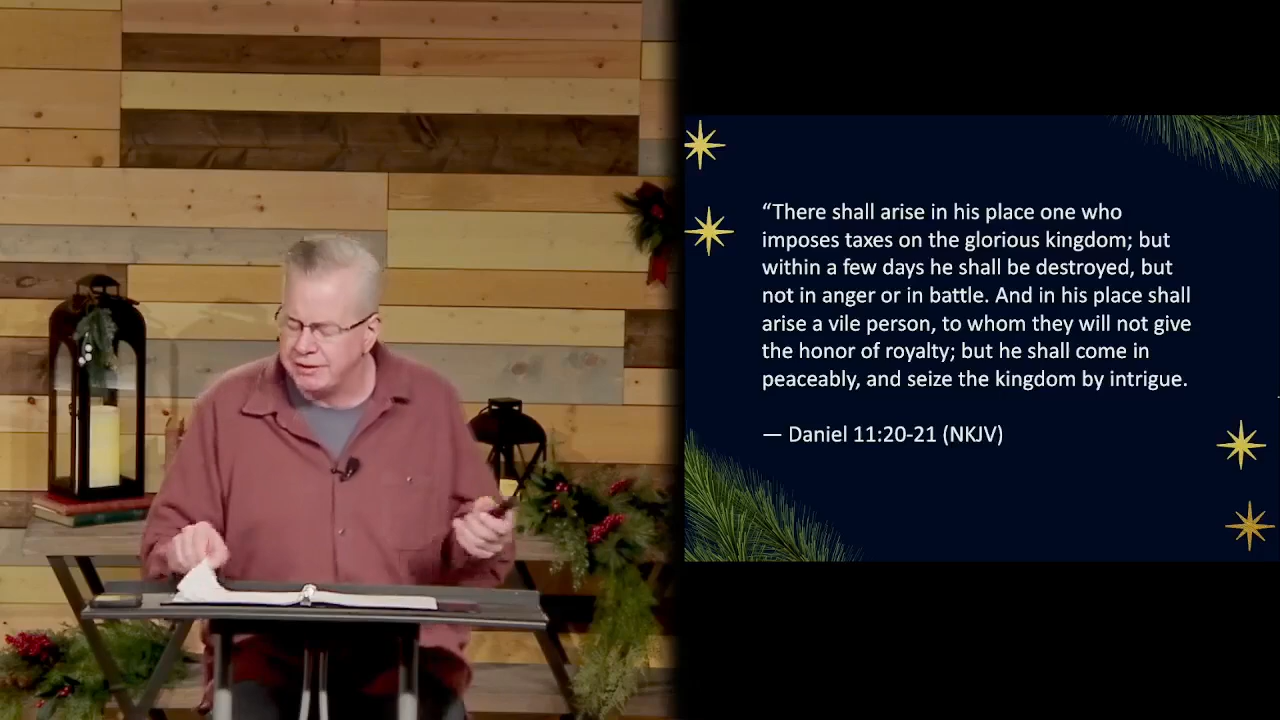 “There shall arise in his place one who
imposes taxes on the glorious kingdom; but
within a few days he shall be destroyed, but
not in anger or in battle. And in his place shall
arise a vile person, to whom they will not give
the honor of royalty; but he shall come in
peaceably, and seize the kingdom by intrigue.
— Daniel 11:20-21 (NKJV)